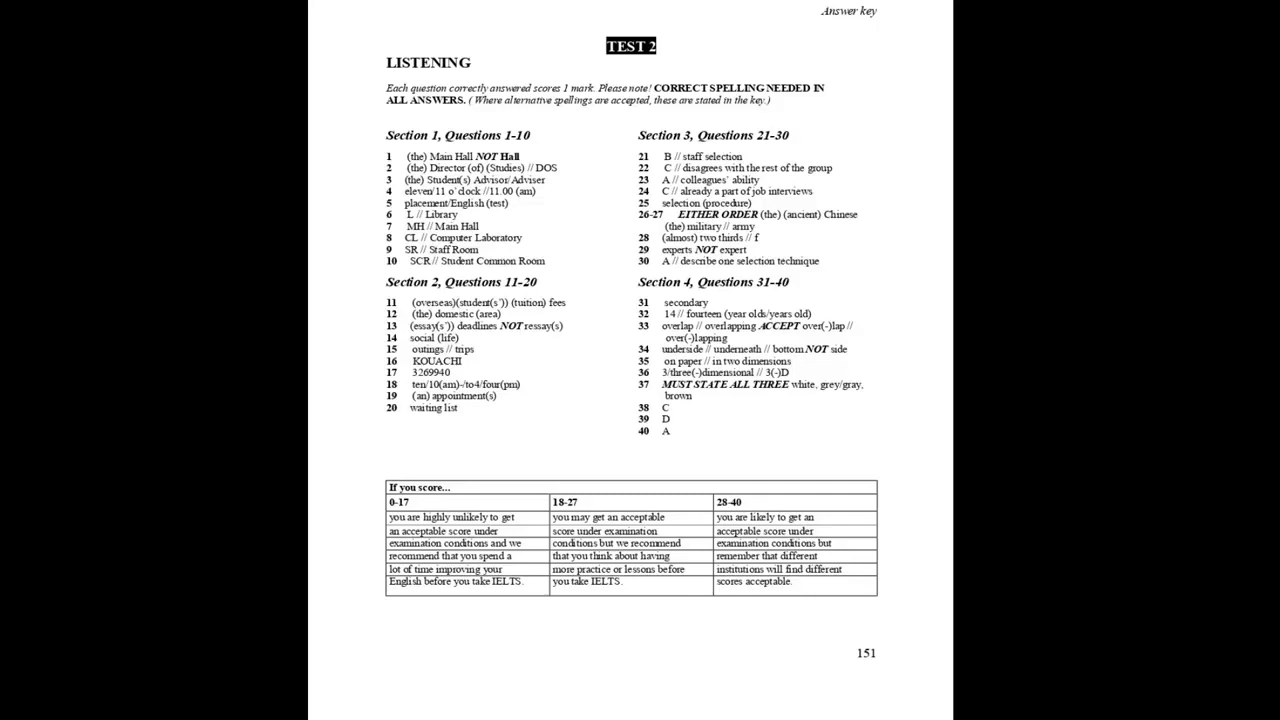 Answer key
TEST 2
LISTENING
Each question correctly answered scores 1 mark. Please note! CORRECT SPELLING NEEDED IN
ALL ANSWERS. ( Where alternative spellings are accepted, these are stated in the key.)
Section 1, Questions 1-10
1 (the) Main Hall NOT Hall
2 (the) Director (of) (Studies) // DOS
3 (the) Student(s) Advisor/Adviser
4 eleven/11 o'clock //11.00 (am)
5 placement/English (test)
6 L // Library
7 MH // Main Hall
8 CL // Computer Laboratory
9 SR // Staff Room
10 SCR // Student Common Room
Section 2, Questions 11-20
11 (overseas)(student(s')) (tuition) fees
12 (the) domestic (area)
13 (essay(s')) deadlines NOT ressay(s)
14 social (life)
15 outings // trips
16 KOUACHI
17 3269940
18 ten/10(am)-/to4/four(pm)
19 (an) appointment(s)
20 waiting list
Section 3, Questions 21-30
21 B // staff selection
22 C // disagrees with the rest of the group
23 A // colleagues' ability
24 C // already a part of job interviews
25 selection (procedure)
26-27 EITHER ORDER (the) (ancient) Chinese
(the) military // army
28 (almost) two thirds // f
29 experts NOT expert
30 A // describe one selection technique
Section 4, Questions 31-40
31 secondary
32 14 // fourteen (year olds/years old)
33 overlap // overlapping ACCEPT over(-)lap //
over(-)lapping
34 underside // underneath // bottom NOT side
35 on paper // in two dimensions
36 3/three(-)dimensional // 3(-)D
37 MUST STATE ALL THREE white, grey/gray,
brown
38 C
39 D
40 A
If you score...
0-17
you are highly unlikely to get
an acceptable score under
examination conditions and we
recommend that you spend a
lot of time improving your
English before you take IELTS.
18-27
you may get an acceptable
score under examination
conditions but we recommend
that you think about having
more practice or lessons before
you take IELTS.
28-40
you are likely to get an
acceptable score under
examination conditions but
remember that different
institutions will find different
scores acceptable.
151